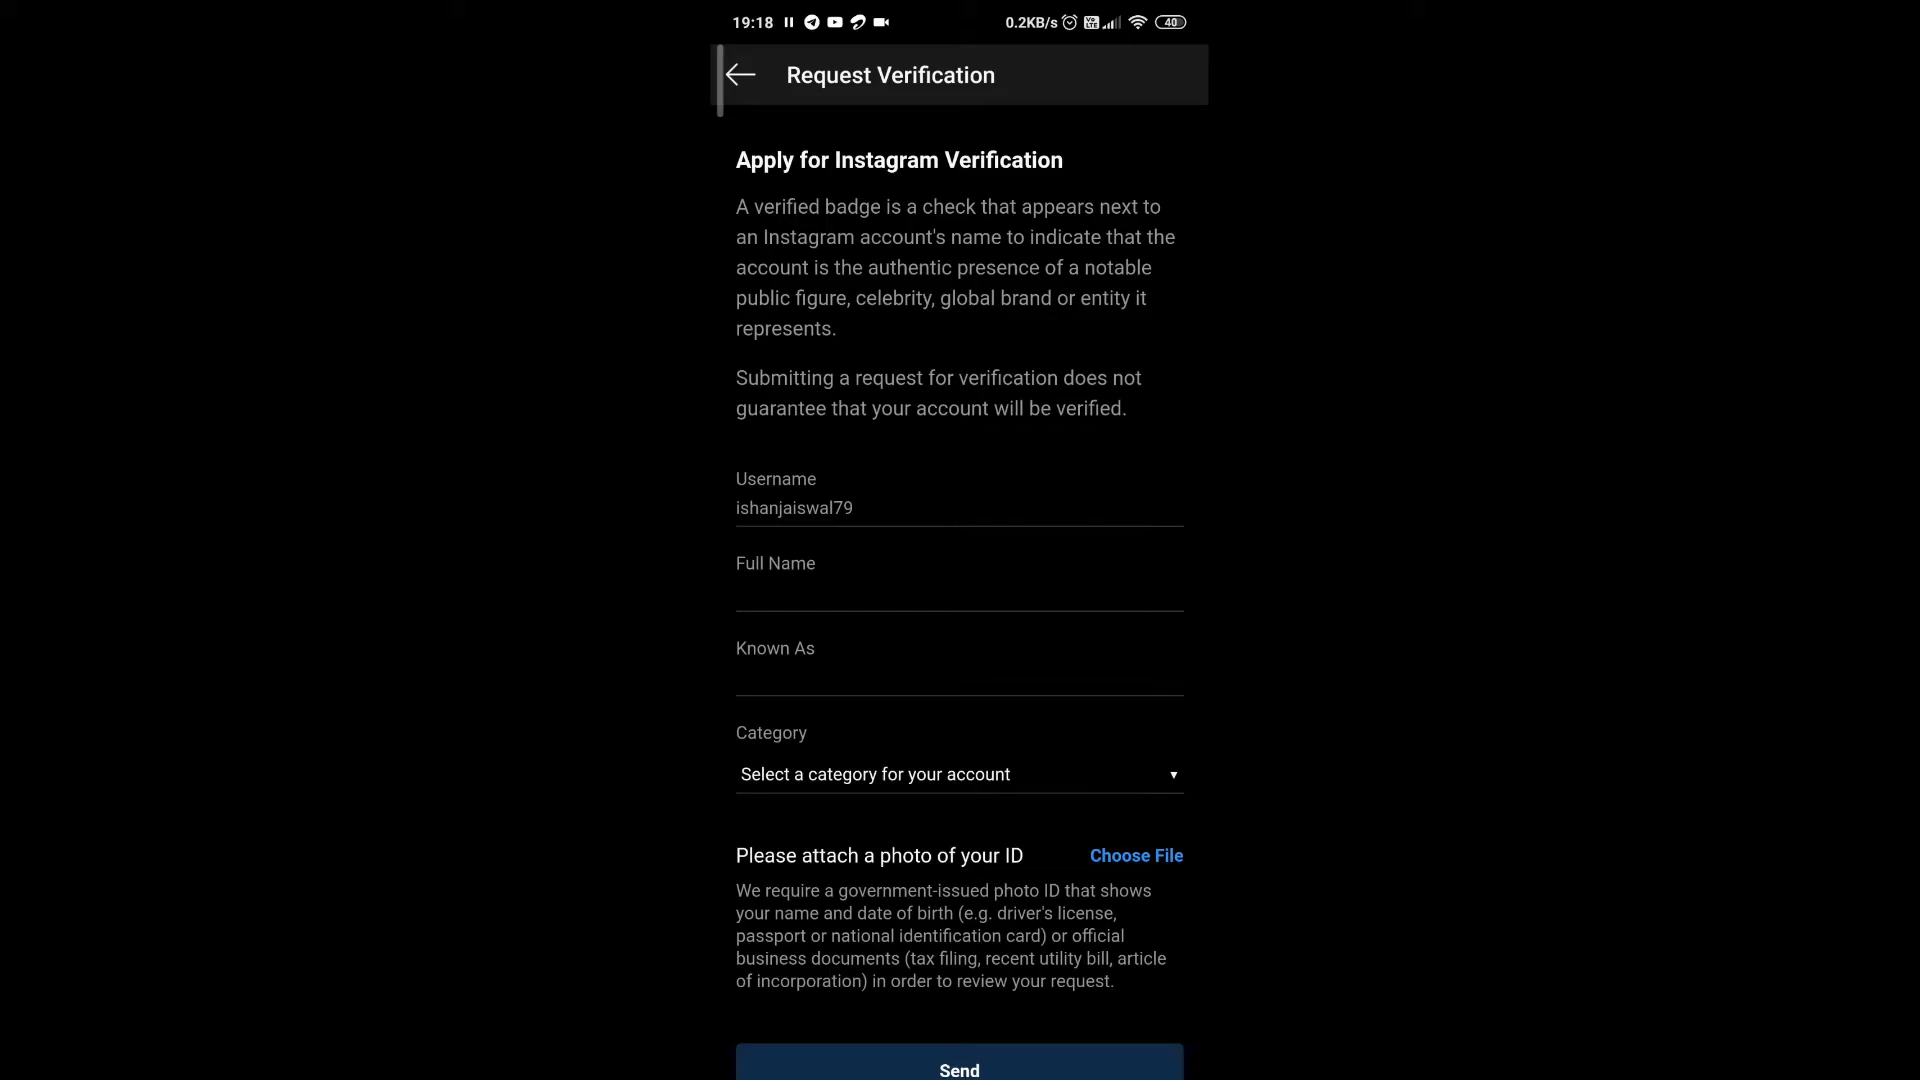 19:18 0.2KB/s Vo LTE 40
Request Verification
Apply for Instagram Verification
A verified badge is a check that appears next to
an Instagram account's name to indicate that the
account is the authentic presence of a notable
public figure, celebrity, global brand or entity it
represents.
Submitting a request for verification does not
guarantee that your account will be verified.
Username
ishanjaiswal79
Full Name
Known As
Category
Select a category for your account
Please attach a photo of your ID Choose File
We require a government-issued photo ID that shows
your name and date of birth (e.g. driver's license,
passport or national identification card) or official
business documents (tax filing, recent utility bill, article
of incorporation) in order to review your request.
Send